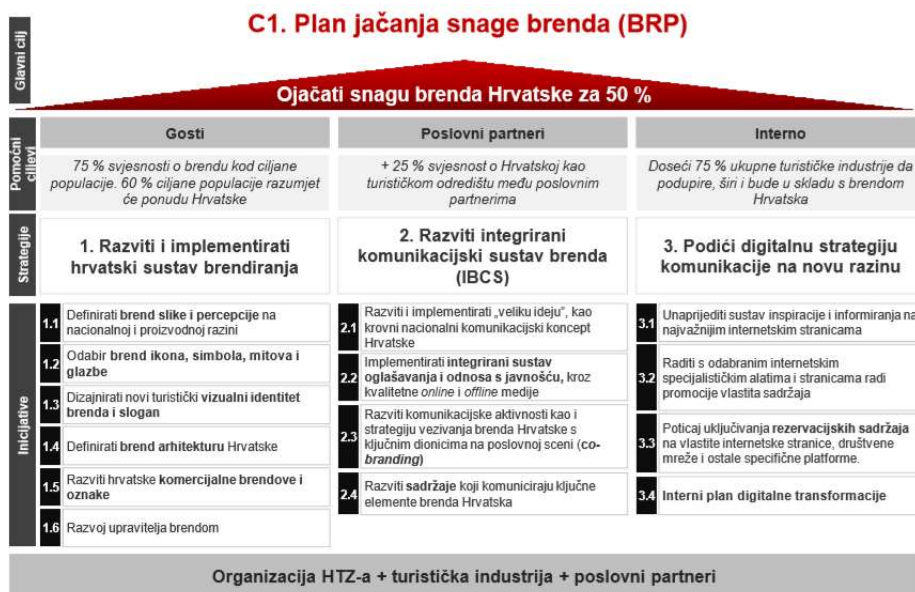 C1. Plan jačanja snage brenda (BRP)
Glavni cilj
Ojačati snagu brenda Hrvatske za 50 %
Pomoćni
ciljevi
Gosti
75 % svjesnosti o brendu kod ciljane
populacije. 60 % ciljane populacije razumjet
će ponudu Hrvatske
Poslovni partneri
+ 25 % svjesnost o Hrvatskoj kao
turističkom odredištu među poslovnim
partnerima
Interno
Doseći 75 % ukupne turističke industrije da
podupire, širi i bude u skladu s brendom
Hrvatska
Strategije
1. Razviti i implementirati
hrvatski sustav brendiranja
2. Razviti integrirani
komunikacijski sustav brenda
(IBCS)
3. Podići digitalnu strategiju
komunikacije na novu razinu
Inicijative
1.1 Definirati brend slike i percepcije na
nacionalnoj i proizvodnoj razini
1.2 Odabir brend ikona, simbola, mitova i
glazbe
1.3 Dizajnirati novi turistički vizualni identitet
brenda i slogan
1.4 Definirati brend arhitekturu Hrvatske
1.5 Razviti hrvatske komercijalne brendove i
oznake
1.6 Razvoj upravitelja brendom
2.1 Razviti i implementirati „veliku ideju”, kao
krovni nacionalni komunikacijski koncept
Hrvatske
2.2 Implementirati integrirani sustav
oglašavanja i odnosa s javnošću, kroz
kvalitetne online i offline medije
2.3 Razviti komunikacijske aktivnosti kao i
strategiju vezivanja brenda Hrvatske s
ključnim dionicima na poslovnoj sceni (co-
branding)
2.4 Razviti sadržaje koji komuniciraju ključne
elemente brenda Hrvatska
3.1 Unaprijediti sustav inspiracije i informiranja na
najvažnijim internetskim stranicama
3.2 Raditi s odabranim internetskim
specijalističkim alatima i stranicama radi
promocije vlastita sadržaja
3.3 Poticaj uključivanja rezervacijskih sadržaja
na vlastite internetske stranice, društvene
mreže i ostale specifične platforme.
3.4 Interni plan digitalne transformacije
Organizacija HTZ-a + turistička industrija + poslovni partneri